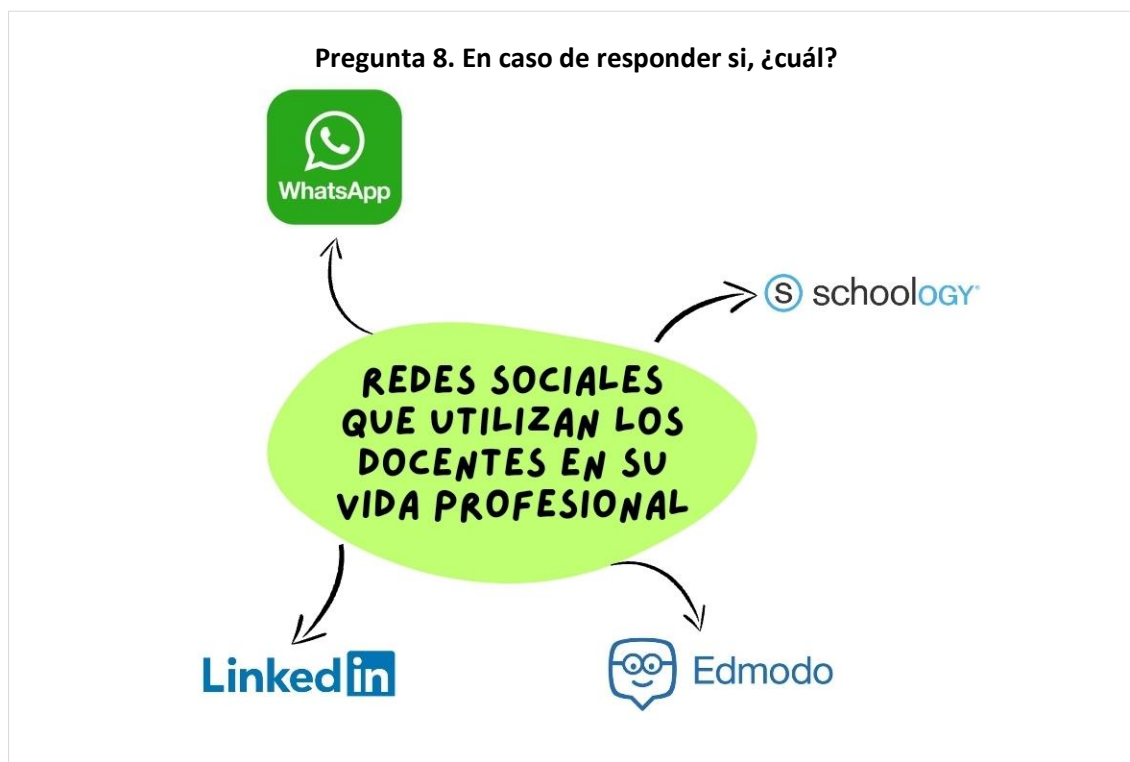 Pregunta 8. En caso de responder si, ¿cuál?
WhatsApp
S schoology
REDES SOCIALES
QUE UTILIZAN LOS
DOCENTES EN SU
VIDA PROFESIONAL
Linkedin
Edmodo